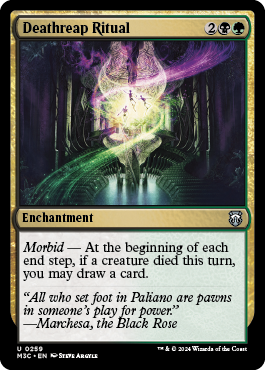 Deathreap Ritual 2
Enchantment
Morbid — At the beginning of each
end step, if a creature died this turn,
you may draw a card.
“All who set foot in Paliano are pawns
in someone’s play for power.”
—Marchesa, the Black Rose
U 0259
M3C • EN Steve Argyle
™ & © 2024 Wizards of the Coast